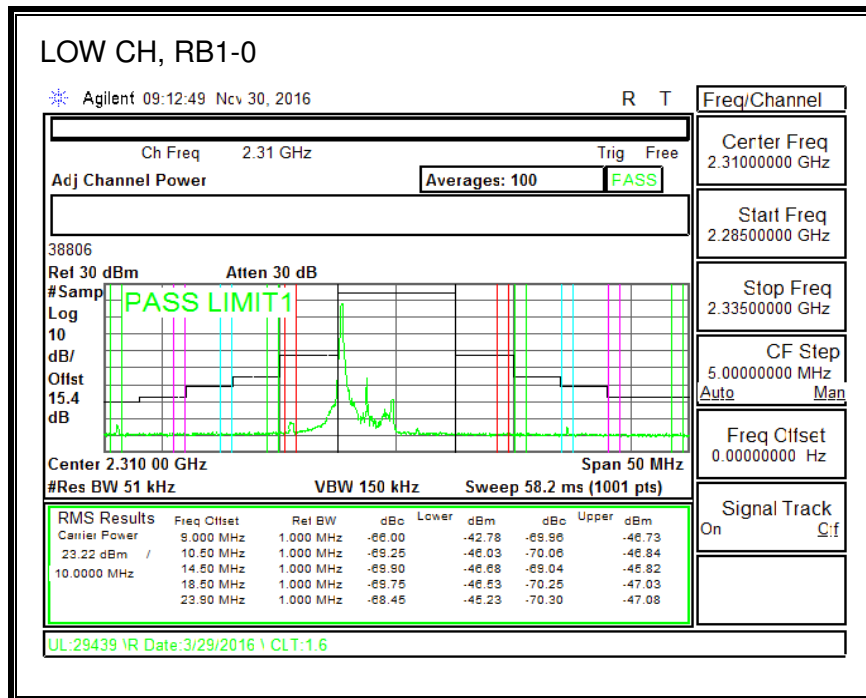 LOW CH, RB1-0
Agilent 09:12:49 Nov 30, 2016 R T
Ch Freq 2.31 GHz Trig Free
Adj Channel Power Averages: 100 PASS
38806
Ref 30 dBm Atten 30 dB
#Samp
Log
10
dB/
Offst
15.4
dB
PASS LIMIT1
Center 2.310 00 GHz Span 50 MHz
#Res BW 51 kHz VBW 150 kHz Sweep 58.2 ms (1001 pts)
RMS Results Freq Offset Ref BW dBc Lower dBm dBc Upper dBm
Carrier Power 9.000 MHz 1.000 MHz -66.00 -42.78 -69.96 -46.73
23.22 dBm / 10.50 MHz 1.000 MHz -69.25 -46.03 -70.06 -46.84
10.0000 MHz 14.50 MHz 1.000 MHz -69.90 -46.68 -69.04 -45.82
18.50 MHz 1.000 MHz -69.75 -46.53 -70.25 -47.03
23.90 MHz 1.000 MHz -68.45 -45.23 -70.30 -47.08
UL:29439 \R Date:3/29/2016 \ CLT:1.6
Freq/Channel
Center Freq
2.31000000 GHz
Start Freq
2.28500000 GHz
Stop Freq
2.33500000 GHz
CF Step
5.00000000 MHz
Auto Man
Freq Offset
0.00000000 Hz
Signal Track
On Off